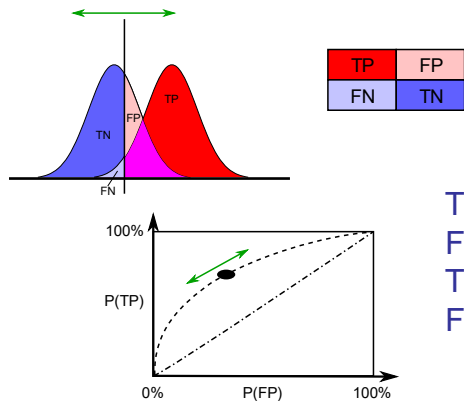 TP FP
FN TN
TN FP TP
FN
T
F
T
F
100%
P(TP)
0% P(FP) 100%